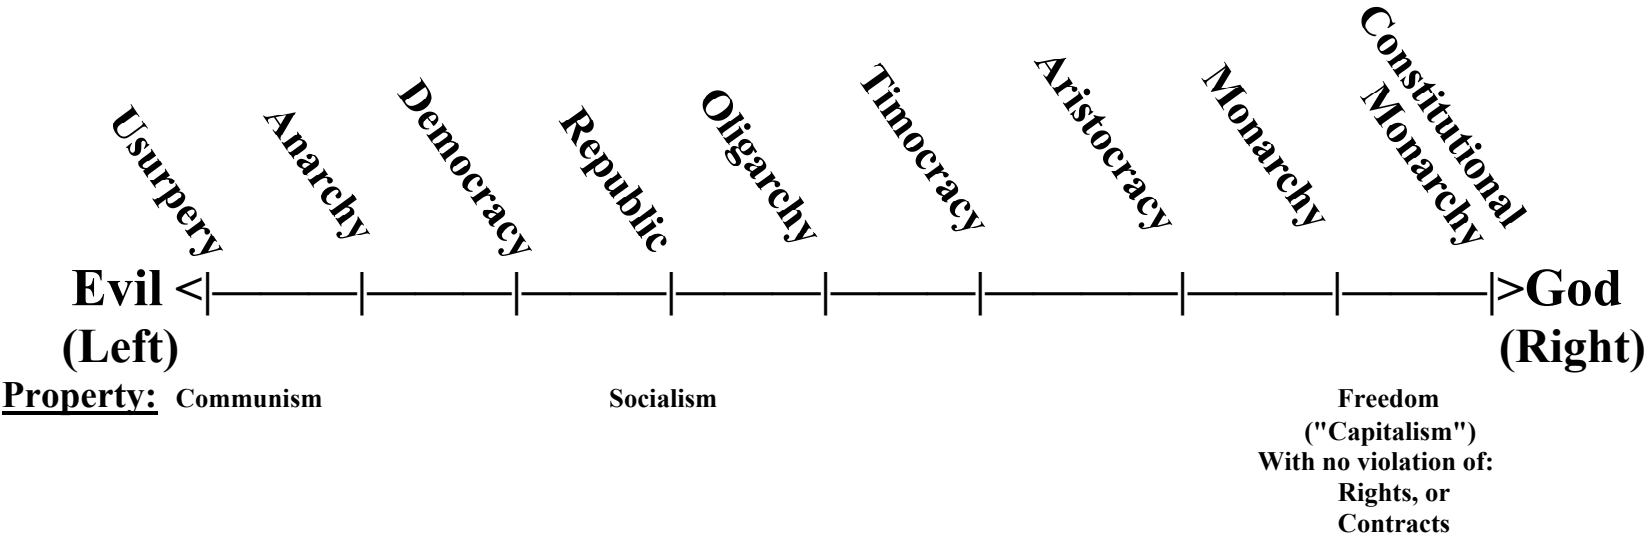 Usurpery
Anarchy
Democracy
Republic
Oligarchy
Timocracy
Aristocracy
Monarchy
Constitutional
Monarchy
Evil <|———|———|———|———|———|———|———|———|>God
(Left)
(Right)
Property: Communism Socialism Freedom
("Capitalism")
With no violation of:
Rights, or
Contracts